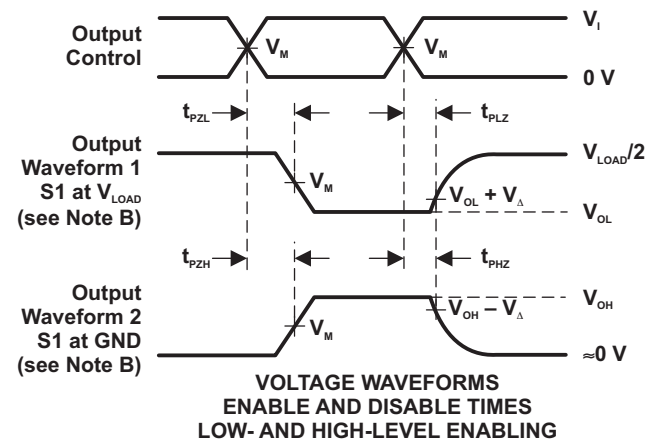 Output
Control
V_M
V_M
V_I
0 V
t_PZL
t_PLZ
Output
Waveform 1
S1 at V_LOAD
(see Note B)
V_M
V_OL + V_Δ
V_LOAD/2
V_OL
t_PZH
t_PHZ
Output
Waveform 2
S1 at GND
(see Note B)
V_M
V_OH − V_Δ
V_OH
≈0 V
VOLTAGE WAVEFORMS
ENABLE AND DISABLE TIMES
LOW- AND HIGH-LEVEL ENABLING